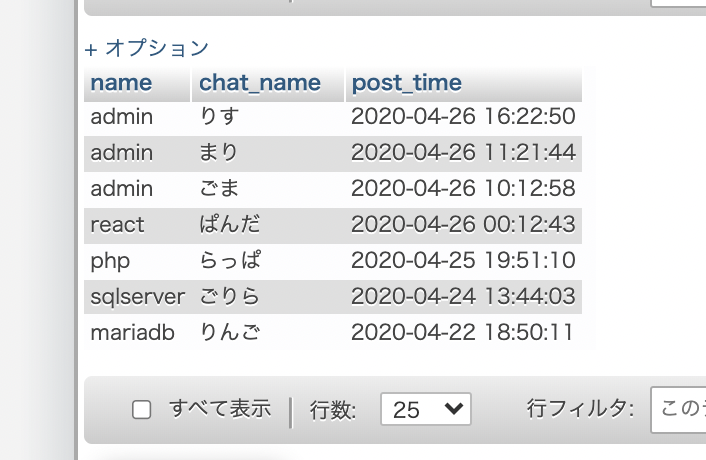 + オプション
name chat_name post_time
admin りす 2020-04-26 16:22:50
admin まり 2020-04-26 11:21:44
admin ごま 2020-04-26 10:12:58
react ぱんだ 2020-04-26 00:12:43
php らっぱ 2020-04-25 19:51:10
sqlserver ごりら 2020-04-24 13:44:03
mariadb りんご 2020-04-22 18:50:11
すべて表示 行数: 25 行フィルタ: この